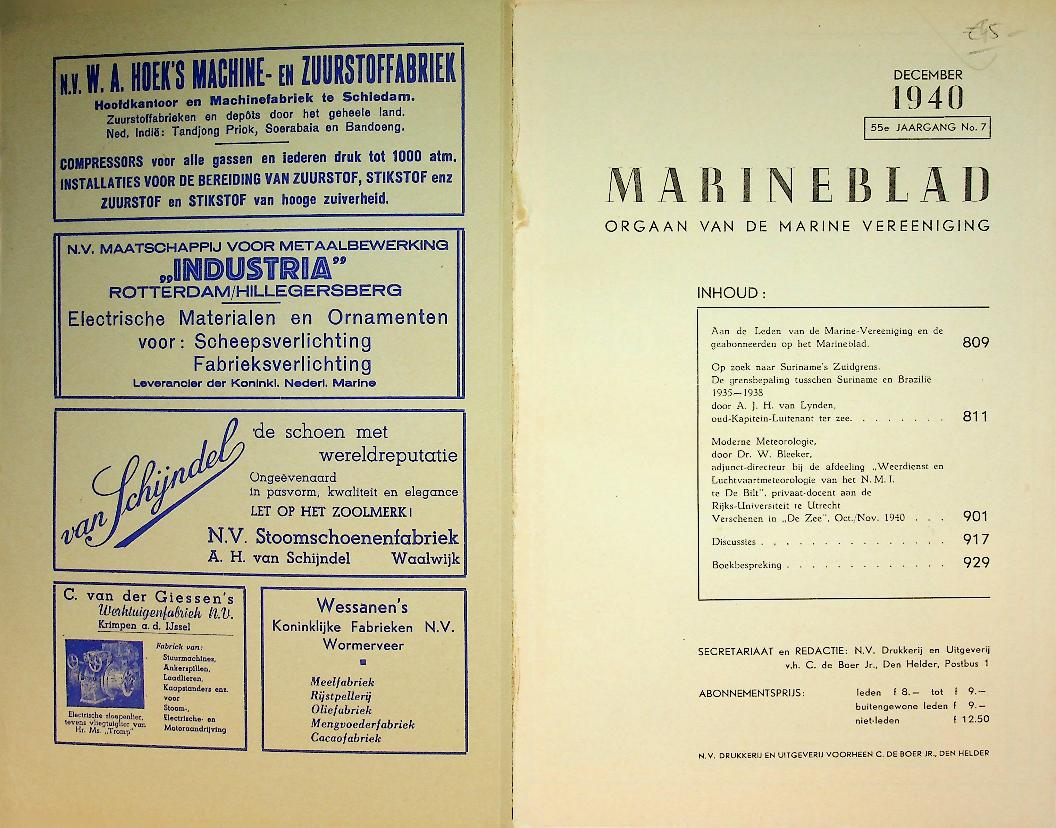 N.V. W. A. HOEK'S MACHINE- EN ZUURSTOFFABRIEK
Hoofdkantoor en Machinefabriek te Schiedam.
Zuurstoffabrieken en depôts door het geheele land.
Ned. Indië: Tandjong Priok, Soerabaia en Bandoeng.
COMPRESSORS voor alle gassen en iederen druk tot 1000 atm.
INSTALLATIES VOOR DE BEREIDING VAN ZUURSTOF, STIKSTOF enz
ZUURSTOF en STIKSTOF van hooge zuiverheid.
N.V. MAATSCHAPPIJ VOOR METAALBEWERKING
„INDUSTRIA”
ROTTERDAM/HILLEGERSBERG
Electrische Materialen en Ornamenten
voor: Scheepsverlichting
Fabrieksverlichting
Leverancier der Koninkl. Nederl. Marine
van Schijndel
de schoen met
wereldreputatie
Ongeëvenaard
in pasvorm, kwaliteit en elegance
LET OP HET ZOOLMERK!
N.V. Stoomschoenenfabriek
A. H. van Schijndel Waalwijk
C. van der Giessen's
Werktuigenfabriek N.V.
Krimpen a. d. IJssel
Fabriek van:
Stuurmachines,
Ankerspillen,
Laadlieren,
Kaapstanders enz.
voor
Stoom-,
Electrische- en
Motoraandrijving
Electrische sloepenlier,
tevens vliegtuiglier van
Hr. Ms. „Tromp”
Wessanen's
Koninklijke Fabrieken N.V.
Wormerveer
Meelfabriek
Rijstpellerij
Oliefabriek
Mengvoederfabriek
Cacaofabriek
DECEMBER
1940
55e JAARGANG No. 7
MARINEBLAD
ORGAAN VAN DE MARINE VEREENIGING
INHOUD:
Aan de Leden van de Marine-Vereeniging en de
geabonneerden op het Marineblad. 809
Op zoek naar Suriname's Zuidgrens.
De grensbepaling tusschen Suriname en Brazilië
1935—1938
door A. J. H. van Lynden,
oud-Kapitein-Luitenant ter zee. . . . . . . . 811
Moderne Meteorologie,
door Dr. W. Bleeker,
adjunct-directeur bij de afdeeling „Weerdienst en
Luchtvaartmeteorologie van het N. M. I.
te De Bilt”, privaat-docent aan de
Rijks-Universiteit te Utrecht
Verschenen in „De Zee”, Oct./Nov. 1940 . . . 901
Discussies . . . . . . . . . . . . . . 917
Boekbespreking . . . . . . . . . . . . 929
SECRETARIAAT en REDACTIE: N.V. Drukkerij en Uitgeverij
v.h. C. de Boer Jr., Den Helder, Postbus 1
ABONNEMENTSPRIJS: leden f 8.— tot f 9.—
buitengewone leden f 9.—
niet-leden f 12.50
N.V. DRUKKERIJ EN UITGEVERIJ VOORHEEN C. DE BOER JR., DEN HELDER